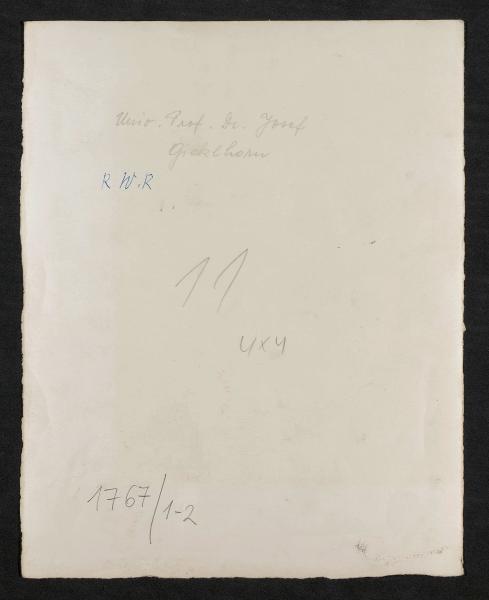 Univ. Prof. Dr. Josef
Gicklhorn
R W.R
11
4x4
1767/1-2